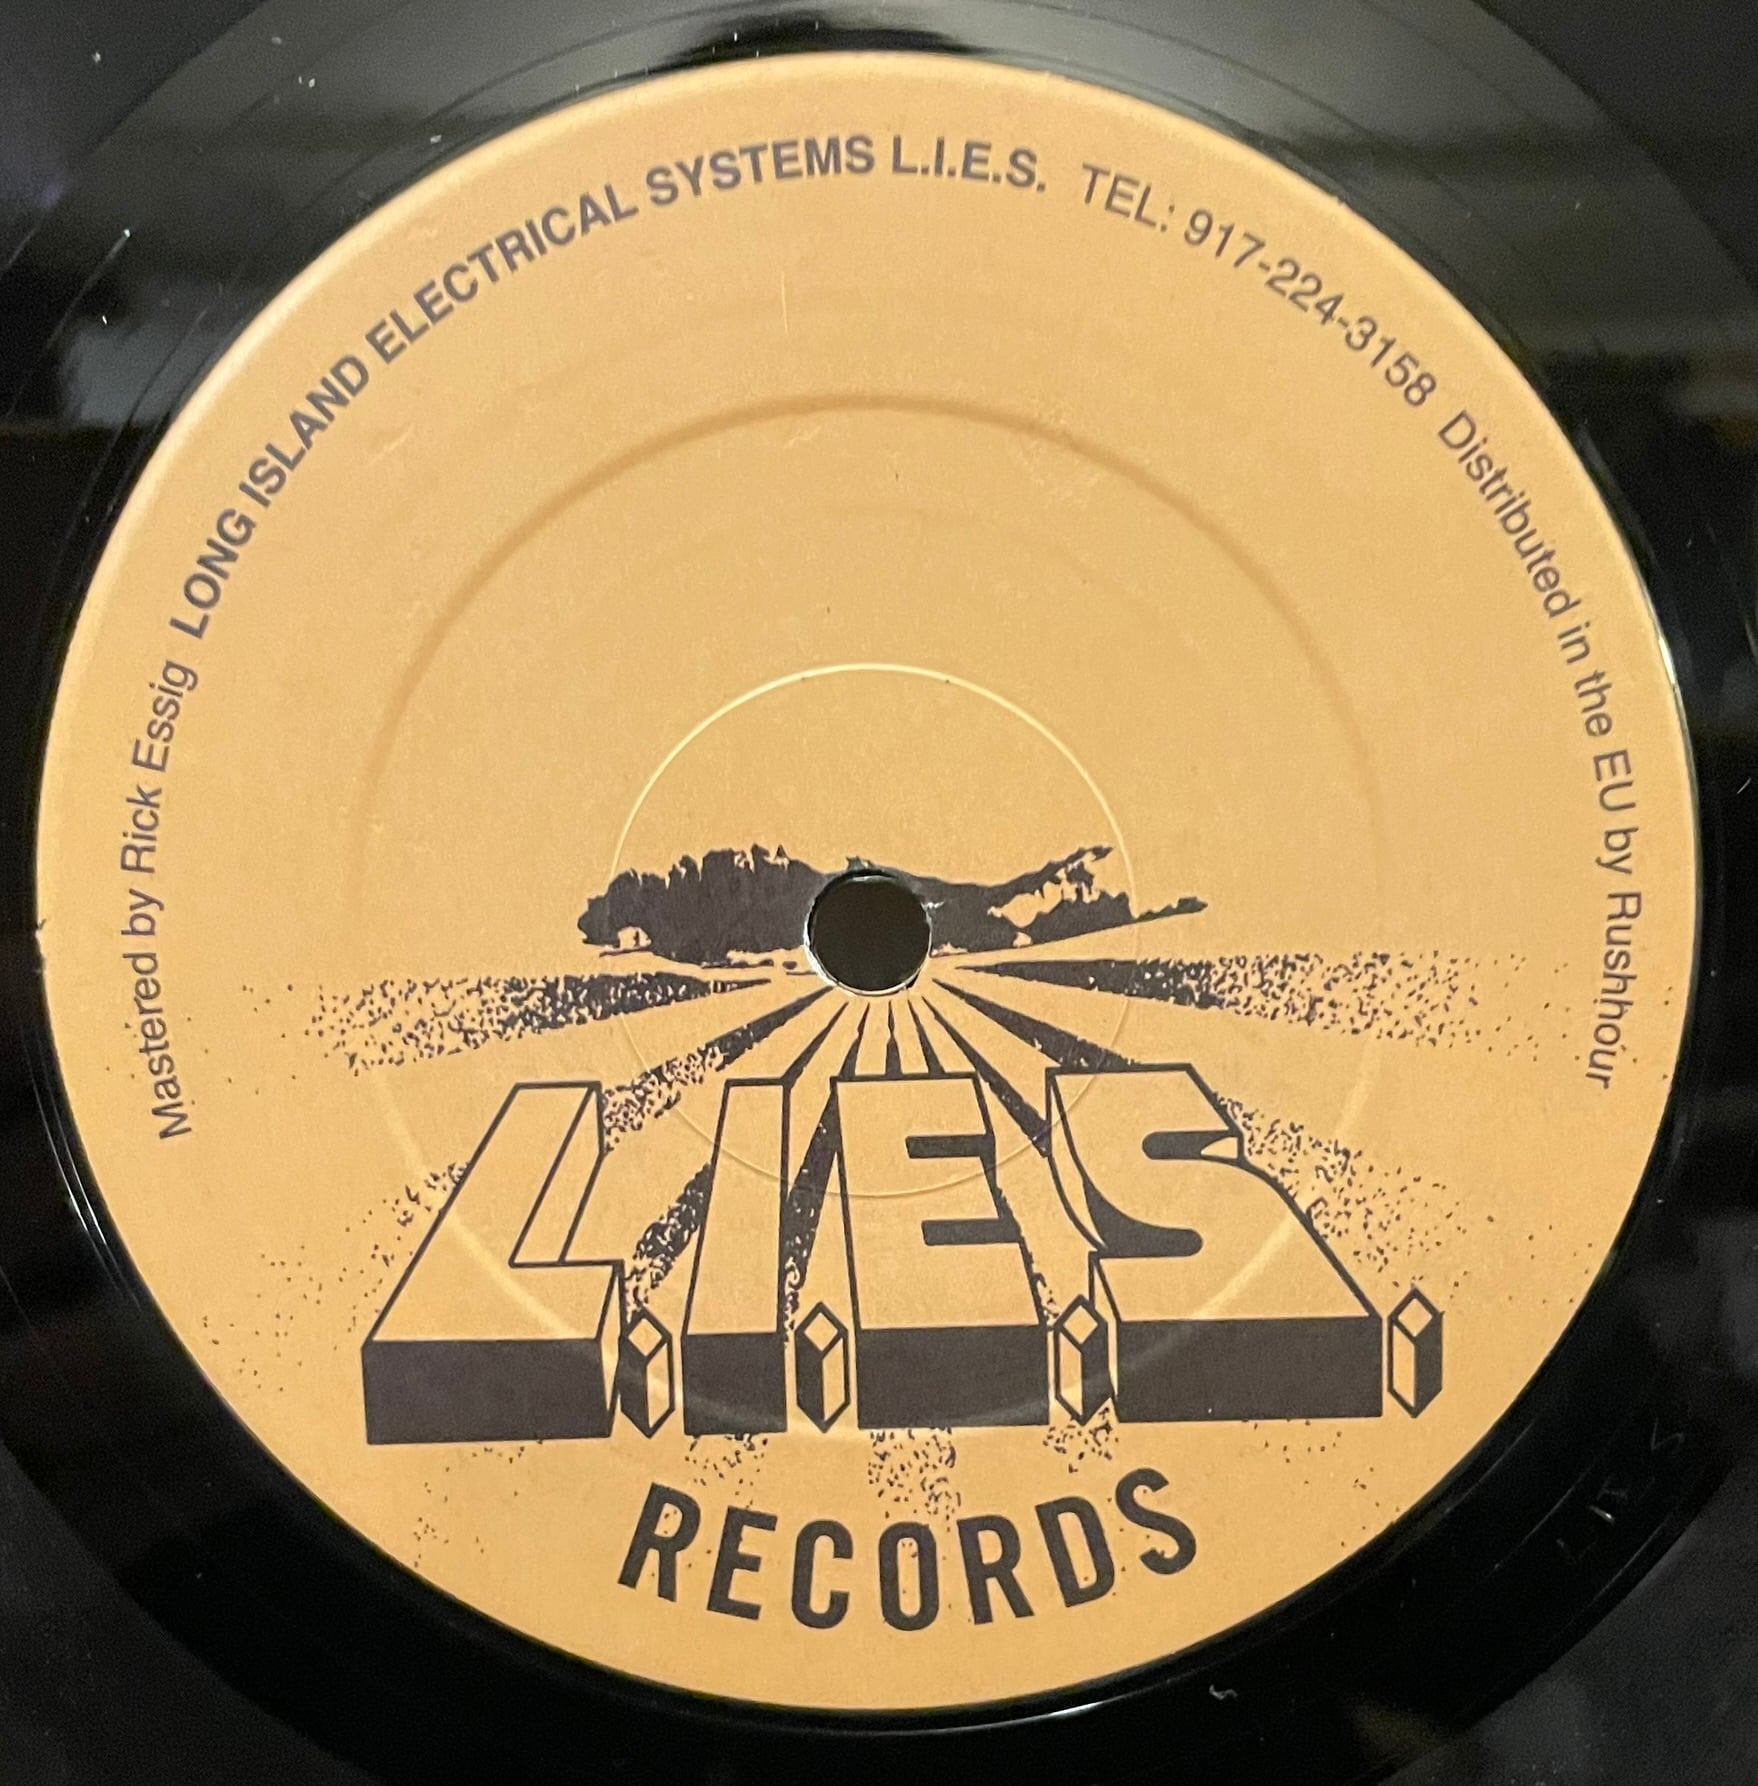 Mastered by Rick Essig LONG ISLAND ELECTRICAL SYSTEMS L.I.E.S. TEL: 917-224-3158 Distributed in the EU by Rushhour
L.I.E.S.
RECORDS